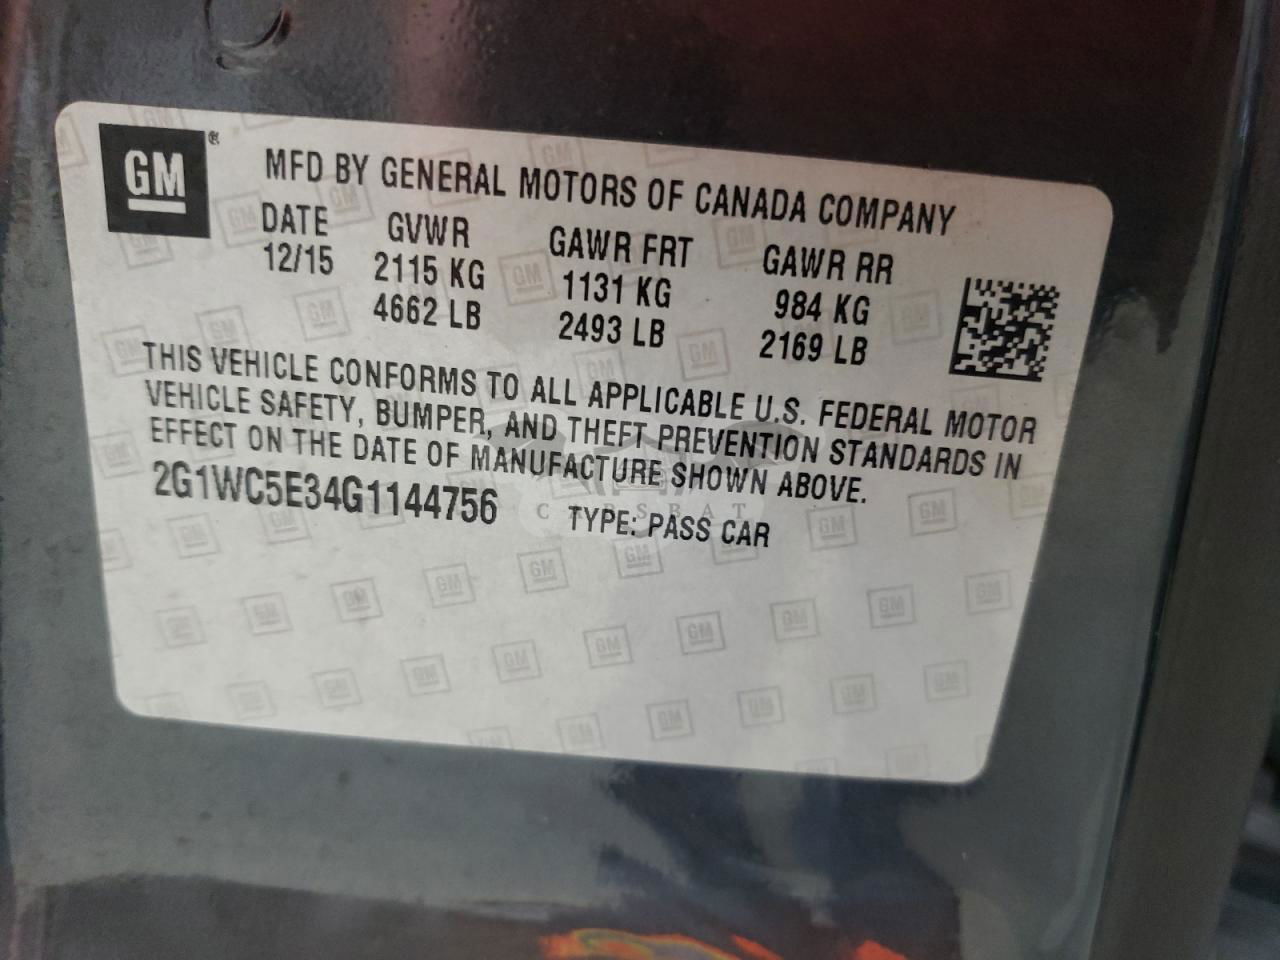 GM ®
MFD BY GENERAL MOTORS OF CANADA COMPANY
DATE GVWR GAWR FRT GAWR RR
12/15 2115 KG 1131 KG 984 KG
4662 LB 2493 LB 2169 LB
THIS VEHICLE CONFORMS TO ALL APPLICABLE U.S. FEDERAL MOTOR
VEHICLE SAFETY, BUMPER, AND THEFT PREVENTION STANDARDS IN
EFFECT ON THE DATE OF MANUFACTURE SHOWN ABOVE.
2G1WC5E34G1144756 TYPE: PASS CAR
CARSBAT